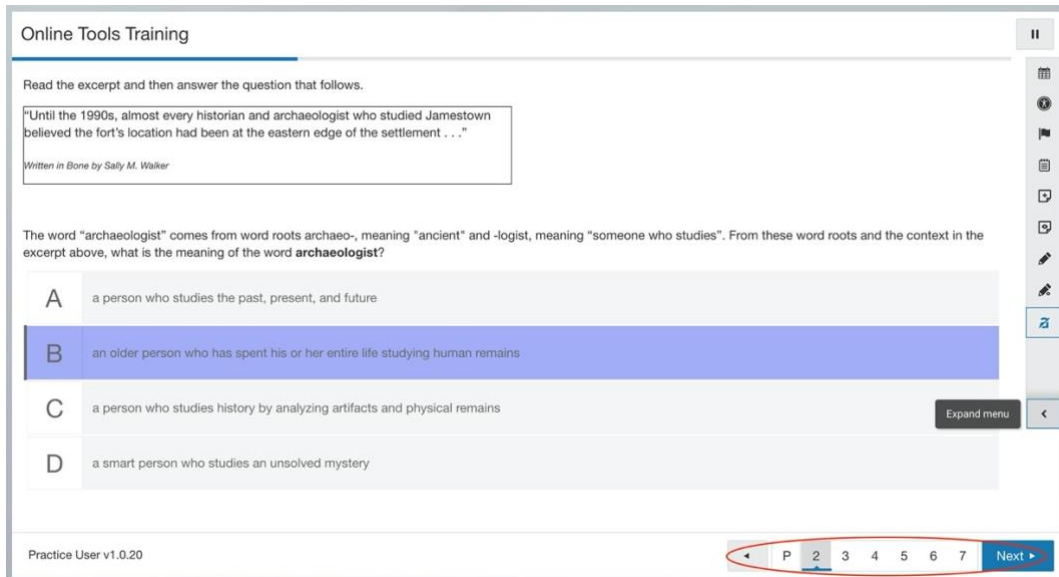 Online Tools Training
Read the excerpt and then answer the question that follows.
"Until the 1990s, almost every historian and archaeologist who studied Jamestown
believed the fort's location had been at the eastern edge of the settlement . . ."
Written in Bone by Sally M. Walker
The word "archaeologist" comes from word roots archaeo-, meaning "ancient" and -logist, meaning "someone who studies". From these word roots and the context in the
excerpt above, what is the meaning of the word archaeologist?
A a person who studies the past, present, and future
B an older person who has spent his or her entire life studying human remains
C a person who studies history by analyzing artifacts and physical remains
Expand menu
D a smart person who studies an unsolved mystery
Practice User v1.0.20
P 2 3 4 5 6 7 Next